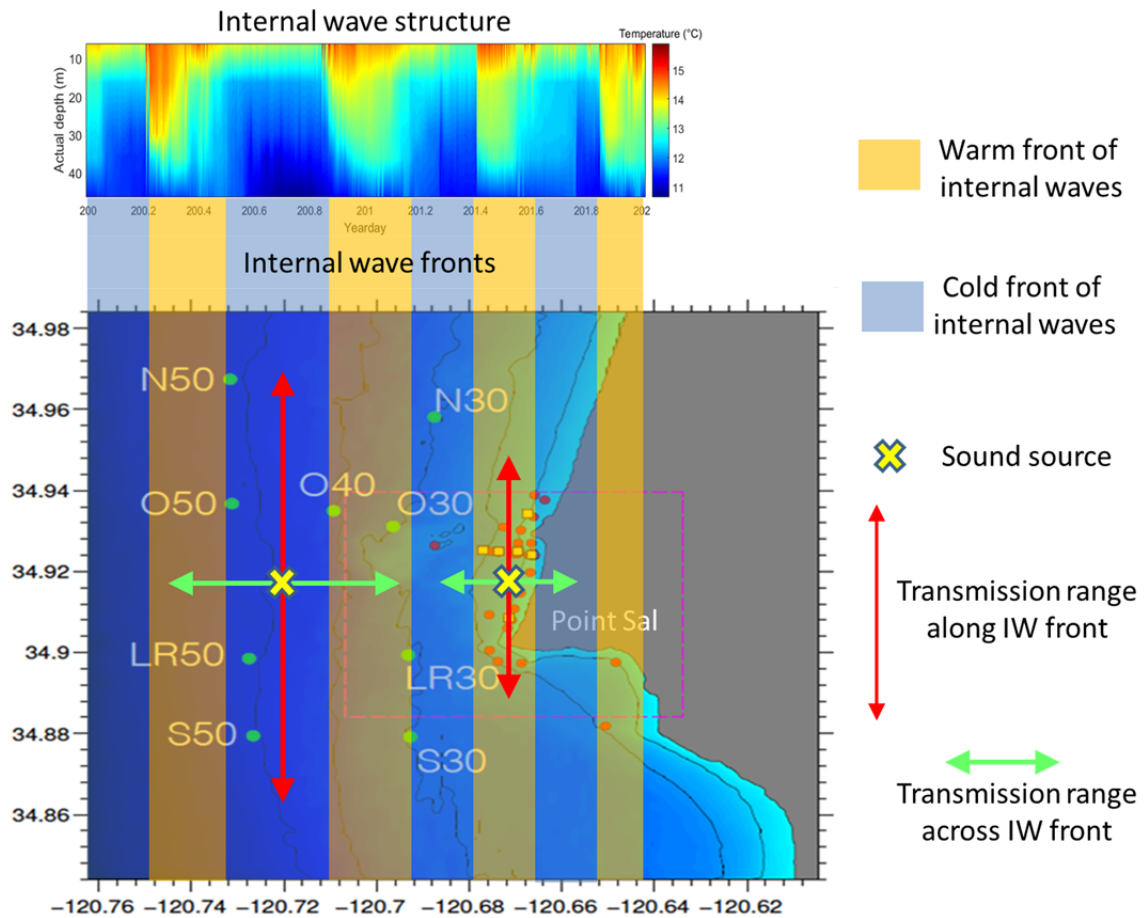 Internal wave structure
Temperature (°C)
Actual depth (m)
10
20
30
40
15
14
13
12
11
200
200.2
200.4
200.6
200.8
201
201.2
201.4
201.6
201.8
202
Yearday
Internal wave fronts
34.98
34.96
34.94
34.92
34.9
34.88
34.86
N50
N30
O50
O40
O30
Point Sal
LR50
LR30
S50
S30
−120.76
−120.74
−120.72
−120.7
−120.68
−120.66
−120.64
−120.62
Warm front of
internal waves
Cold front of
internal waves
Sound source
Transmission range
along IW front
Transmission range
across IW front